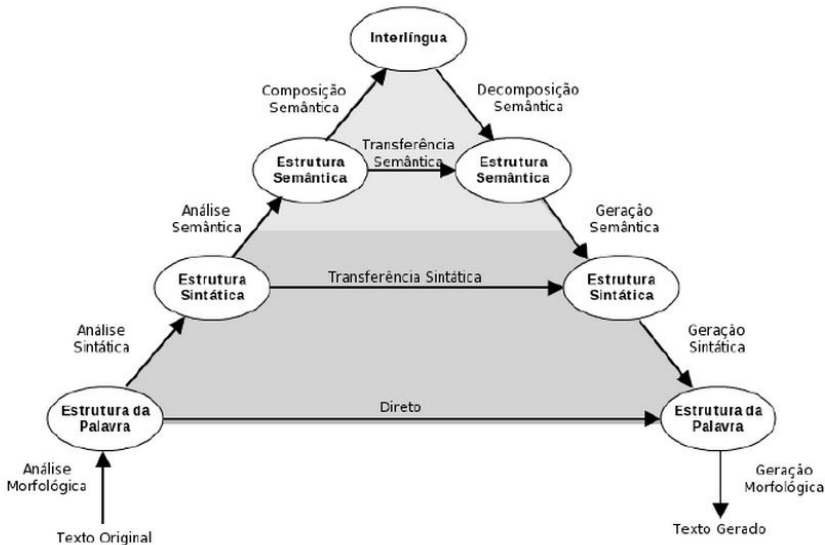 Interlíngua
Composição
Semântica
Decomposição
Semântica
Transferência
Semântica
Estrutura
Semântica
Estrutura
Semântica
Análise
Semântica
Geração
Semântica
Estrutura
Sintática
Transferência Sintática
Estrutura
Sintática
Análise
Sintática
Geração
Sintática
Estrutura da
Palavra
Direto
Estrutura da
Palavra
Análise
Morfológica
Geração
Morfológica
Texto Original
Texto Gerado